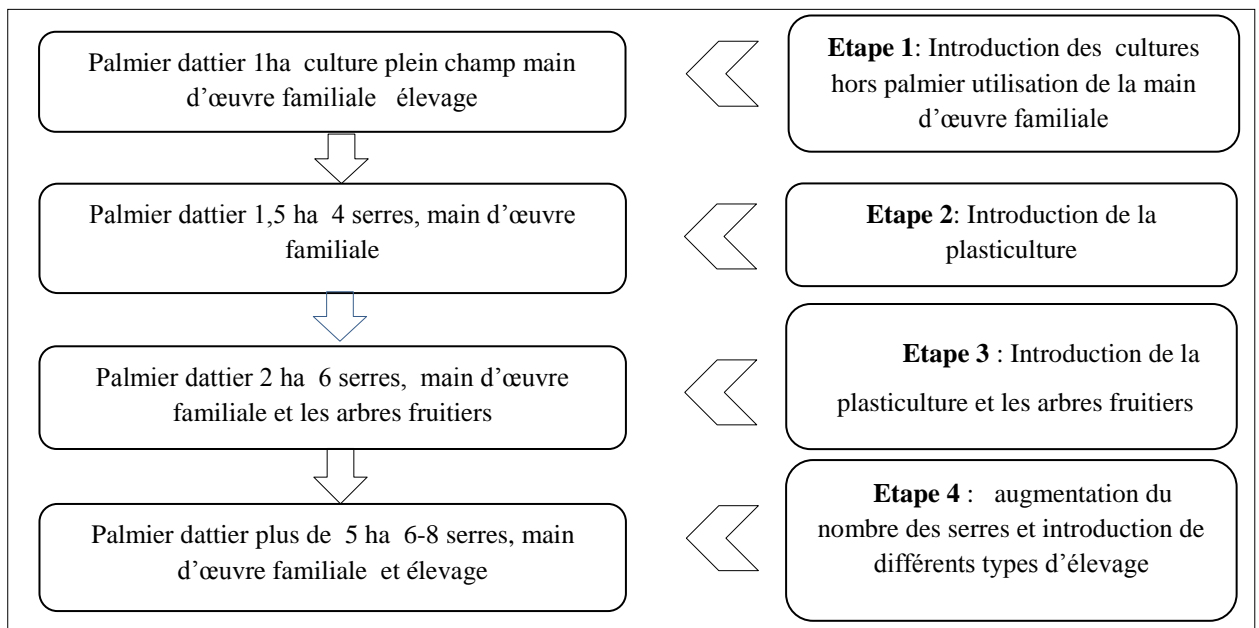 Palmier dattier 1ha culture plein champ main
d’œuvre familiale élevage
Etape 1: Introduction des cultures
hors palmier utilisation de la main
d’œuvre familiale
Palmier dattier 1,5 ha 4 serres, main d’œuvre
familiale
Etape 2: Introduction de la
plasticulture
Palmier dattier 2 ha 6 serres, main d’œuvre
familiale et les arbres fruitiers
Etape 3 : Introduction de la
plasticulture et les arbres fruitiers
Palmier dattier plus de 5 ha 6-8 serres, main
d’œuvre familiale et élevage
Etape 4 : augmentation du
nombre des serres et introduction de
différents types d’élevage